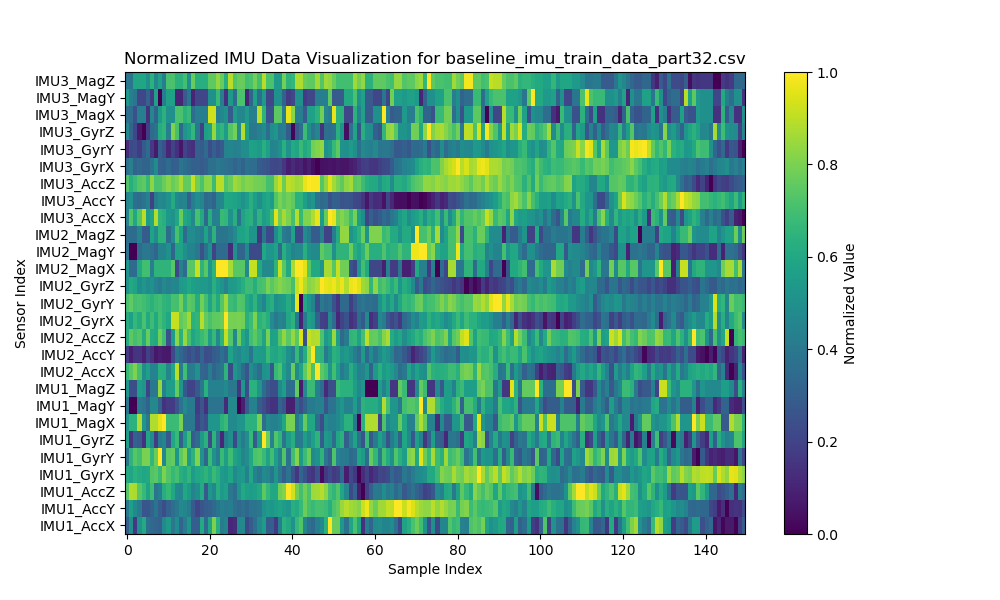 Normalized IMU Data Visualization for baseline_imu_train_data_part32.csv
IMU3_MagZ
IMU3_MagY
IMU3_MagX
IMU3_GyrZ
IMU3_GyrY
IMU3_GyrX
IMU3_AccZ
IMU3_AccY
IMU3_AccX
IMU2_MagZ
IMU2_MagY
IMU2_MagX
IMU2_GyrZ
IMU2_GyrY
IMU2_GyrX
IMU2_AccZ
IMU2_AccY
IMU2_AccX
IMU1_MagZ
IMU1_MagY
IMU1_MagX
IMU1_GyrZ
IMU1_GyrY
IMU1_GyrX
IMU1_AccZ
IMU1_AccY
IMU1_AccX
Sensor Index
0 20 40 60 80 100 120 140
Sample Index
1.0
0.8
0.6
0.4
0.2
0.0
Normalized Value